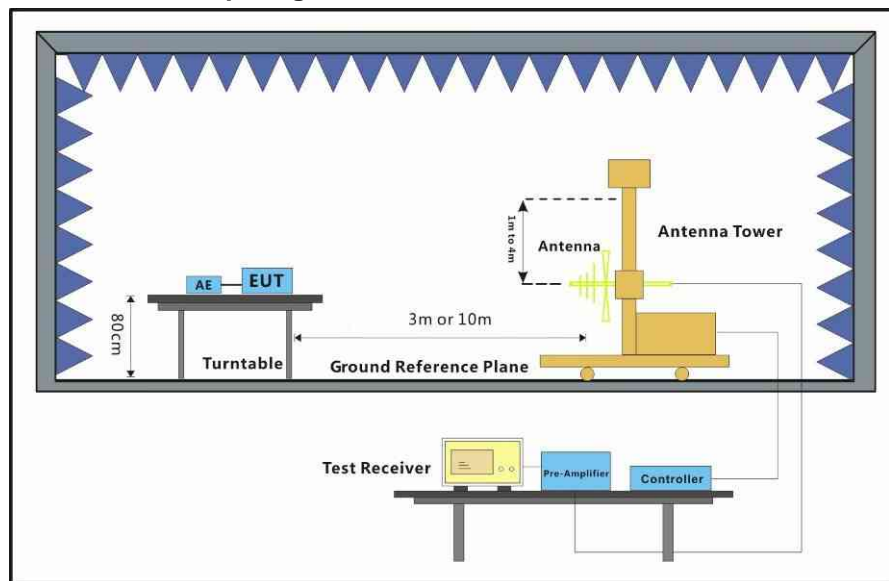 1m to 4m
Antenna
Antenna Tower
AE
EUT
80cm
3m or 10m
Turntable
Ground Reference Plane
Test Receiver
Pre-Amplifier
Controller